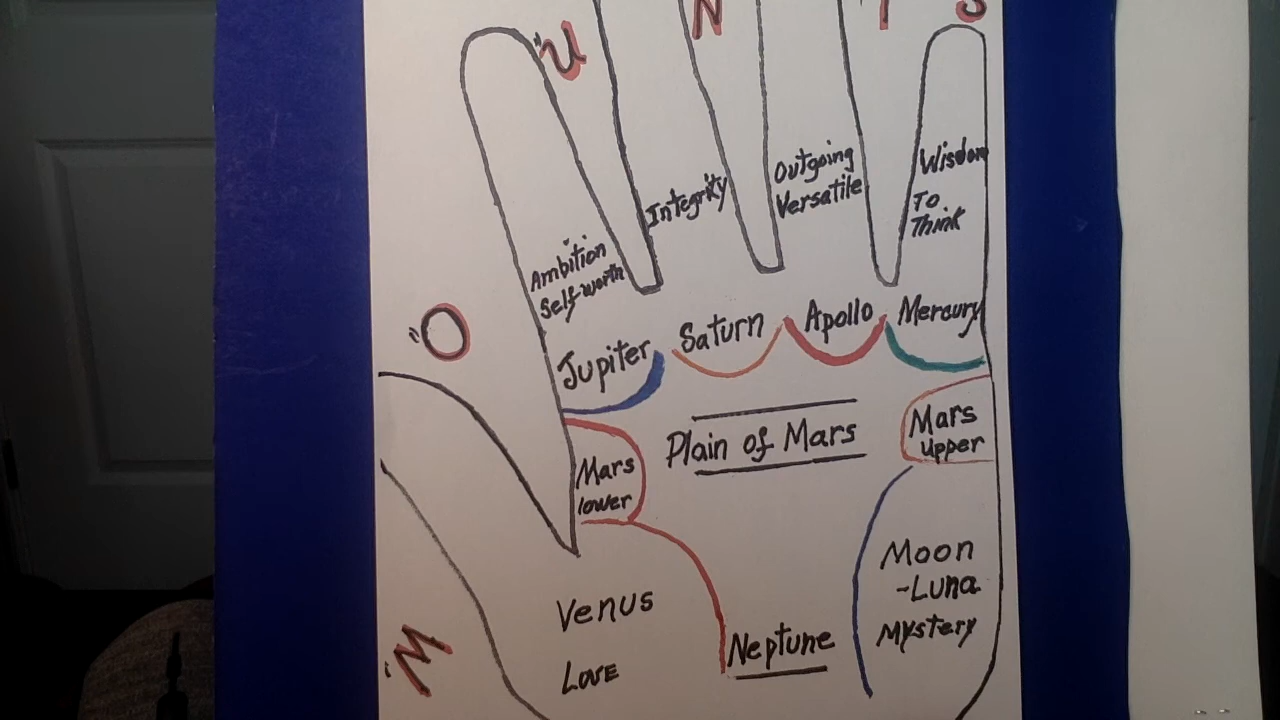 "M
"O
"U
N
T
S
Ambition
Self worth
Integrity
Outgoing
Versatile
Wisdom
To
Think
Jupiter
Saturn
Apollo
Mercury
Mars
lower
Plain of Mars
Mars
Upper
Venus
Love
Neptune
Moon
-Luna
Mystery